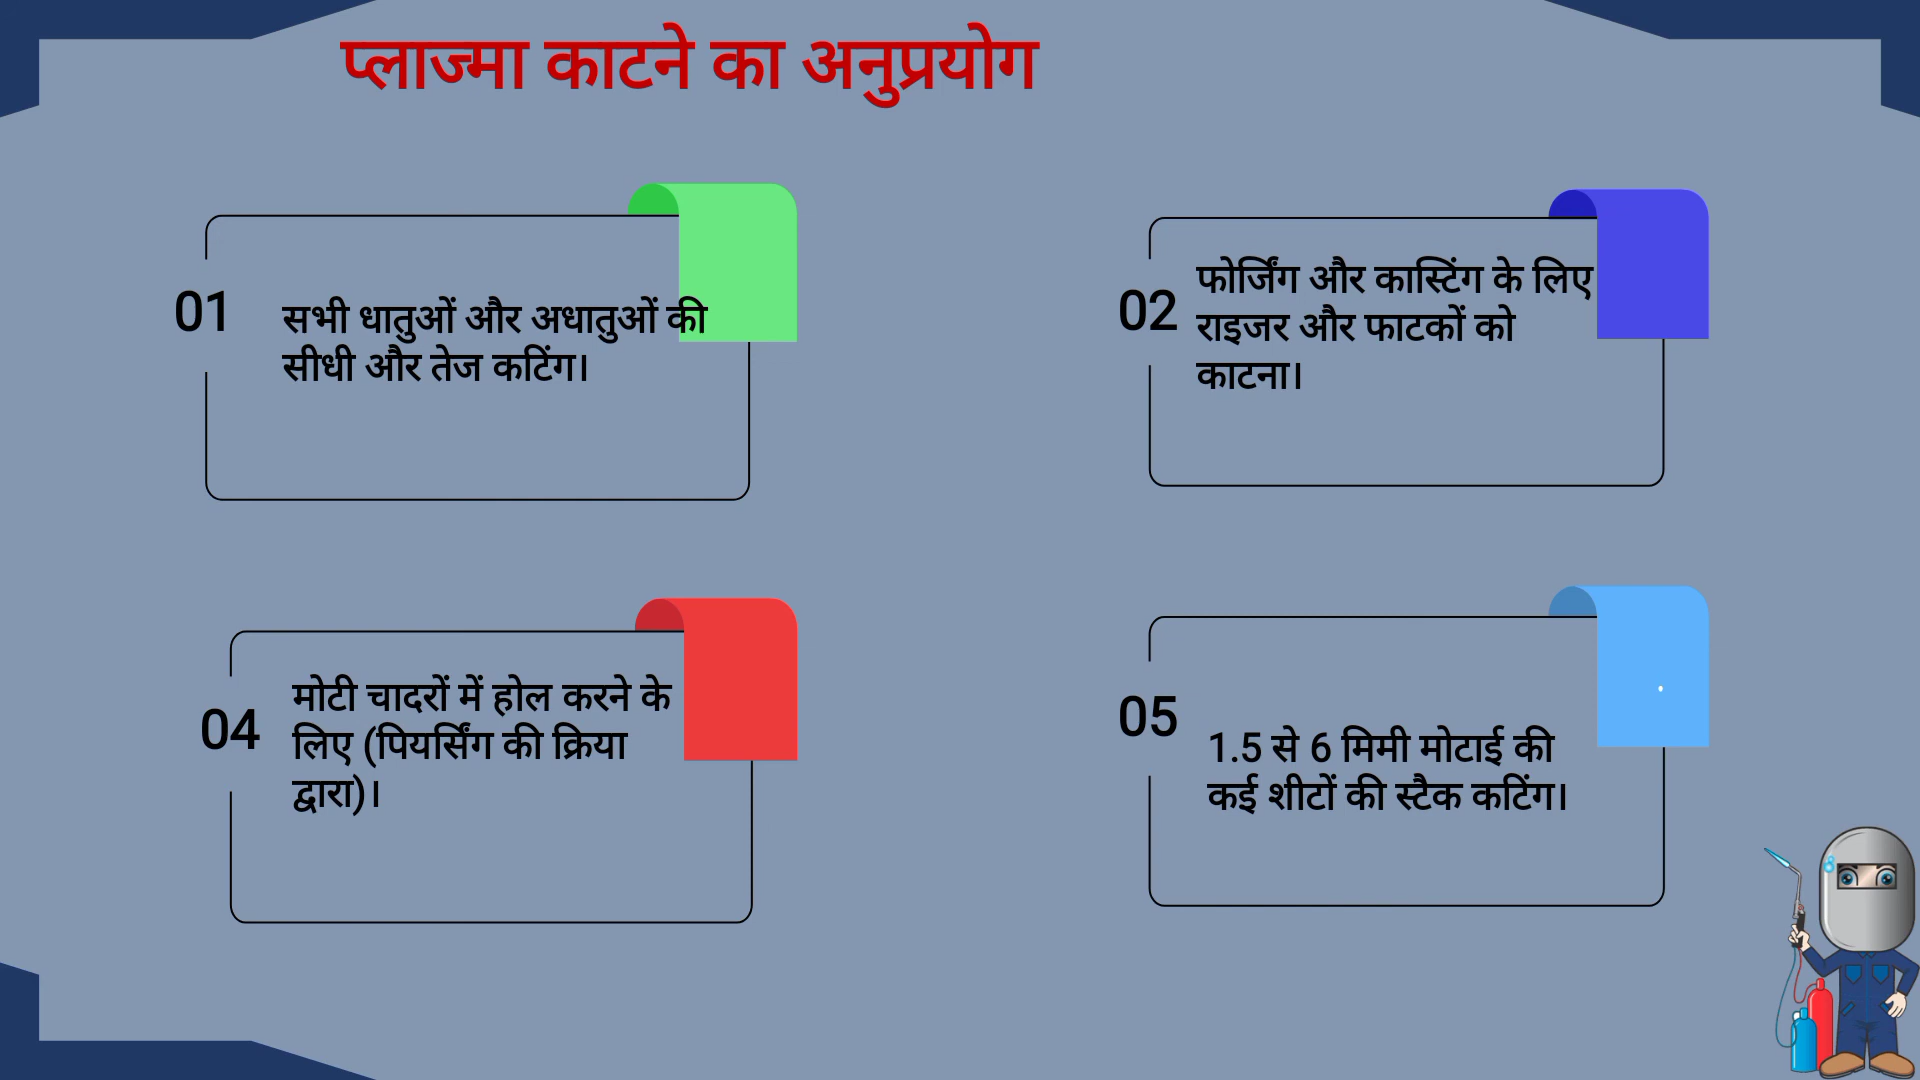 प्लाज्मा काटने का अनुप्रयोग
01
सभी धातुओं और अधातुओं की
सीधी और तेज कटिंग।
02
फोर्जिंग और कास्टिंग के लिए
राइजर और फाटकों को
काटना।
04
मोटी चादरों में होल करने के
लिए (पियर्सिंग की क्रिया
द्वारा)।
05
1.5 से 6 मिमी मोटाई की
कई शीटों की स्टैक कटिंग।